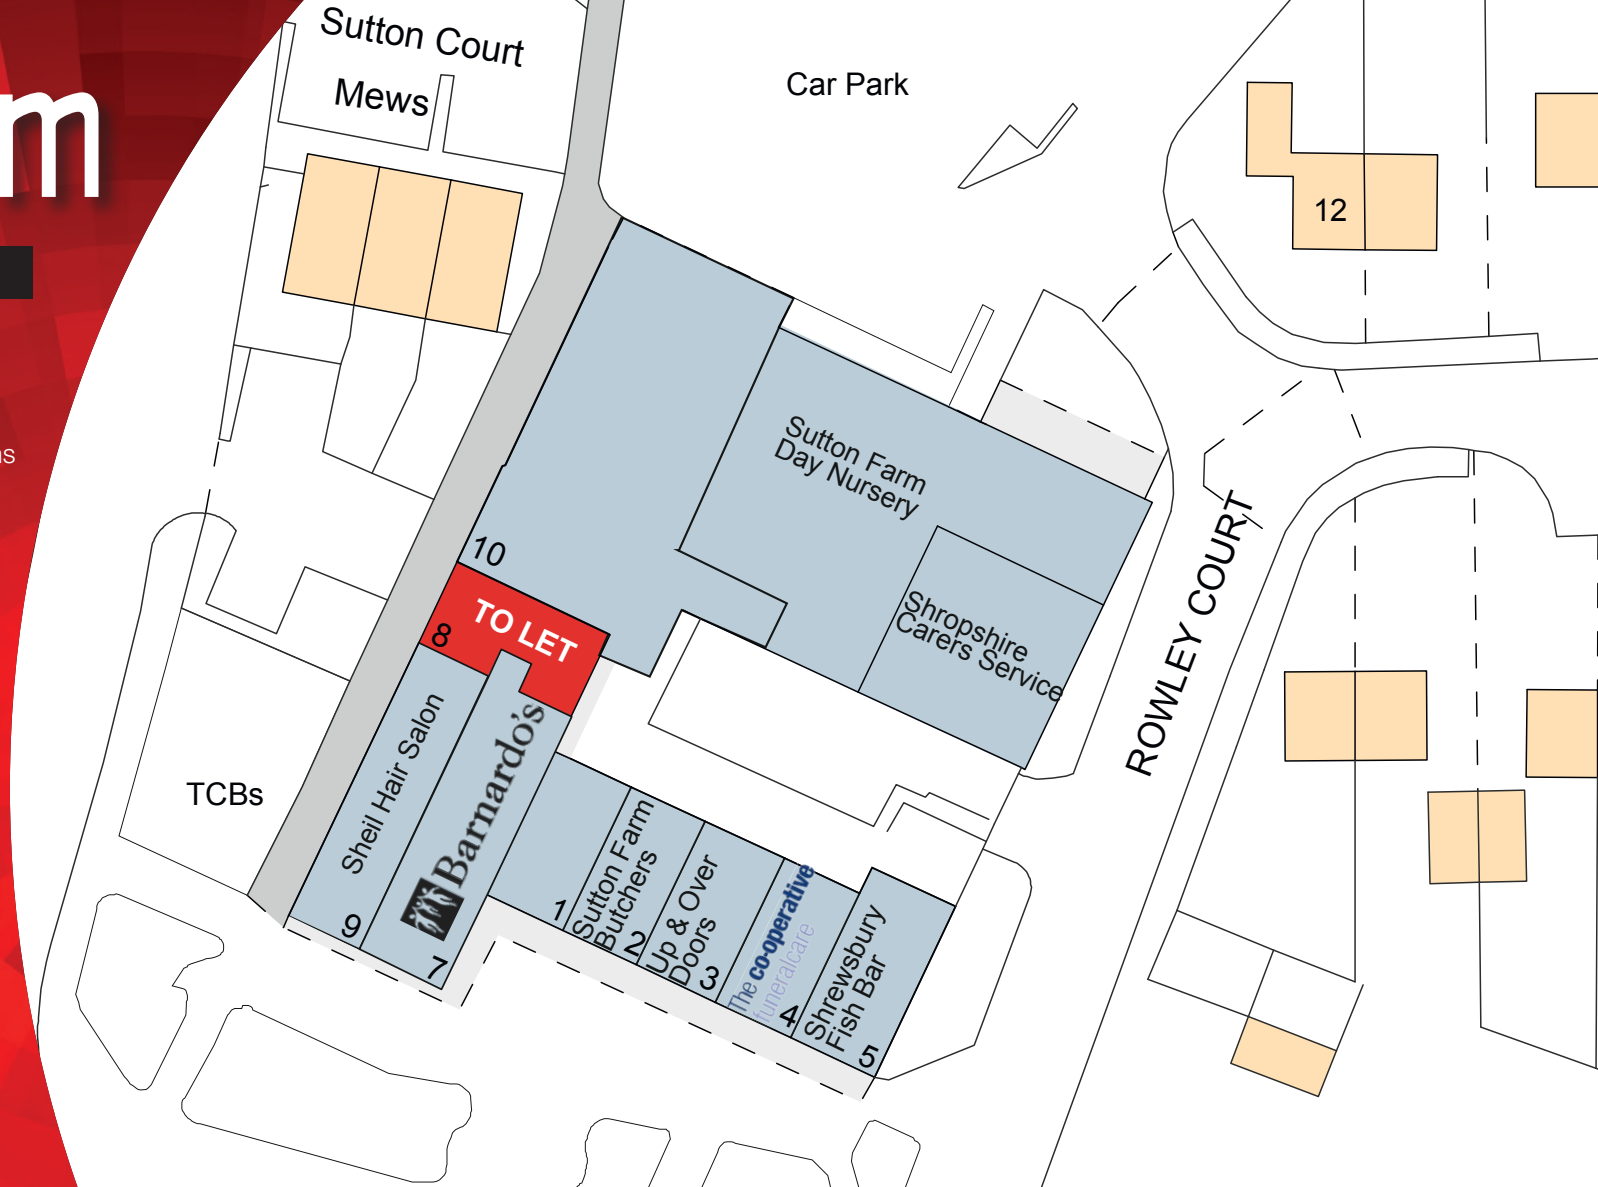 Sutton Court
Mews
Car Park
m
12
ns
Sutton Farm
Day Nursery
10
TO LET
8
Shropshire
Carers Service
ROWLEY COURT
TCBs
Sheil Hair Salon
9
Barnardo's
7
1
Sutton Farm
Butchers
2
Up & Over
Doors
3
The co-operative
funeralcare
4
Shrewsbury
Fish Bar
5